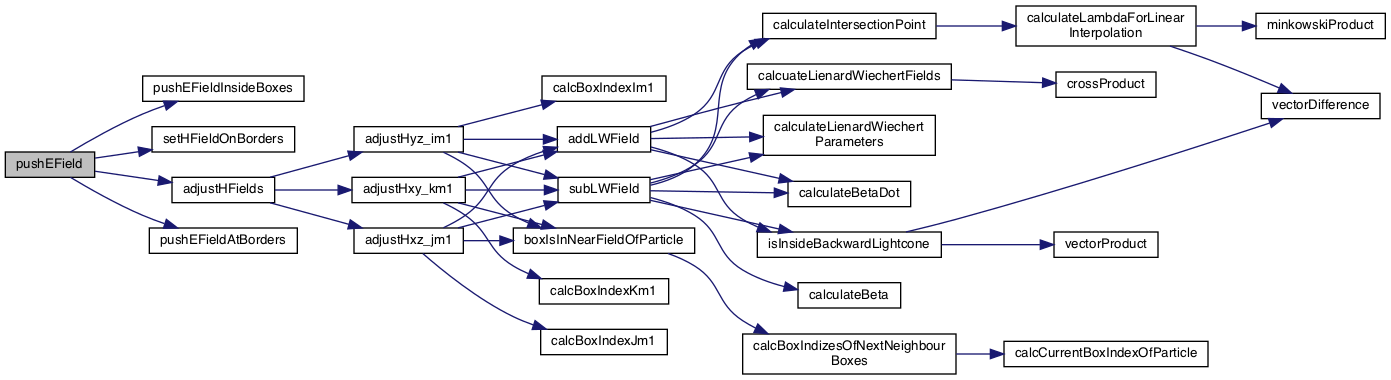 pushEField
pushEFieldInsideBoxes
setHFieldOnBorders
adjustHFields
pushEFieldAtBorders
adjustHyz_im1
adjustHxy_km1
adjustHxz_jm1
calcBoxIndexIm1
addLWField
subLWField
boxIsInNearFieldOfParticle
calcBoxIndexKm1
calcBoxIndexJm1
calculateIntersectionPoint
calcuateLienardWiechertFields
calculateLienardWiechert
Parameters
calculateBetaDot
isInsideBackwardLightcone
calculateBeta
calcBoxIndizesOfNextNeighbour
Boxes
calculateLambdaForLinear
Interpolation
crossProduct
vectorProduct
calcCurrentBoxIndexOfParticle
minkowskiProduct
vectorDifference